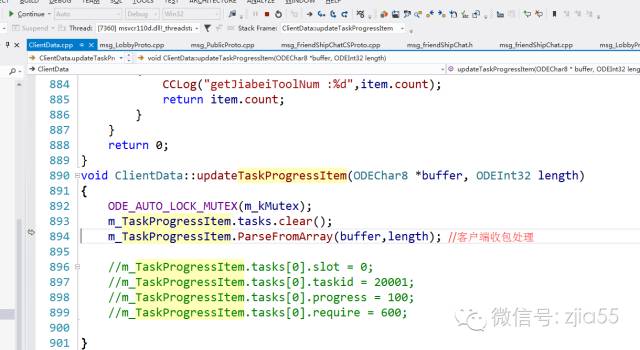 Continue
Debug
Win32
Process: [7360] msvcr110d.dll_threadsta
Suspend
Thread:
Stack Frame: ClientData::updateTaskProgressItem
ClientData.cpp msg_LobbyProto.cpp msg_PublicProto.cpp msg_FriendShipChatCSProto.cpp msg_friendShipChat.h msg_friendShipChat.cpp msg_Lobby
ClientData.updateTaskPr void ClientData::updateTaskProgressItem(ODEChar8 * buffer, ODEInt32 length)
ClientData updateTaskProgressItem(ODEChar8 * buffer, ODEInt32 leng
884 CCLog("getJiabeiToolNum :%d",item.count);
885 return item.count;
886 }
887 }
888 return 0;
889 }
890 void ClientData::updateTaskProgressItem(ODEChar8 *buffer, ODEInt32 length)
891 {
892 ODE_AUTO_LOCK_MUTEX(m_kMutex);
893 m_TaskProgressItem.tasks.clear();
894 m_TaskProgressItem.ParseFromArray(buffer,length); //客户端收包处理
895
896 //m_TaskProgressItem.tasks[0].slot = 0;
897 //m_TaskProgressItem.tasks[0].taskid = 20001;
898 //m_TaskProgressItem.tasks[0].progress = 100;
899 //m_TaskProgressItem.tasks[0].require = 600;
900
901 }
微信号: zjia55